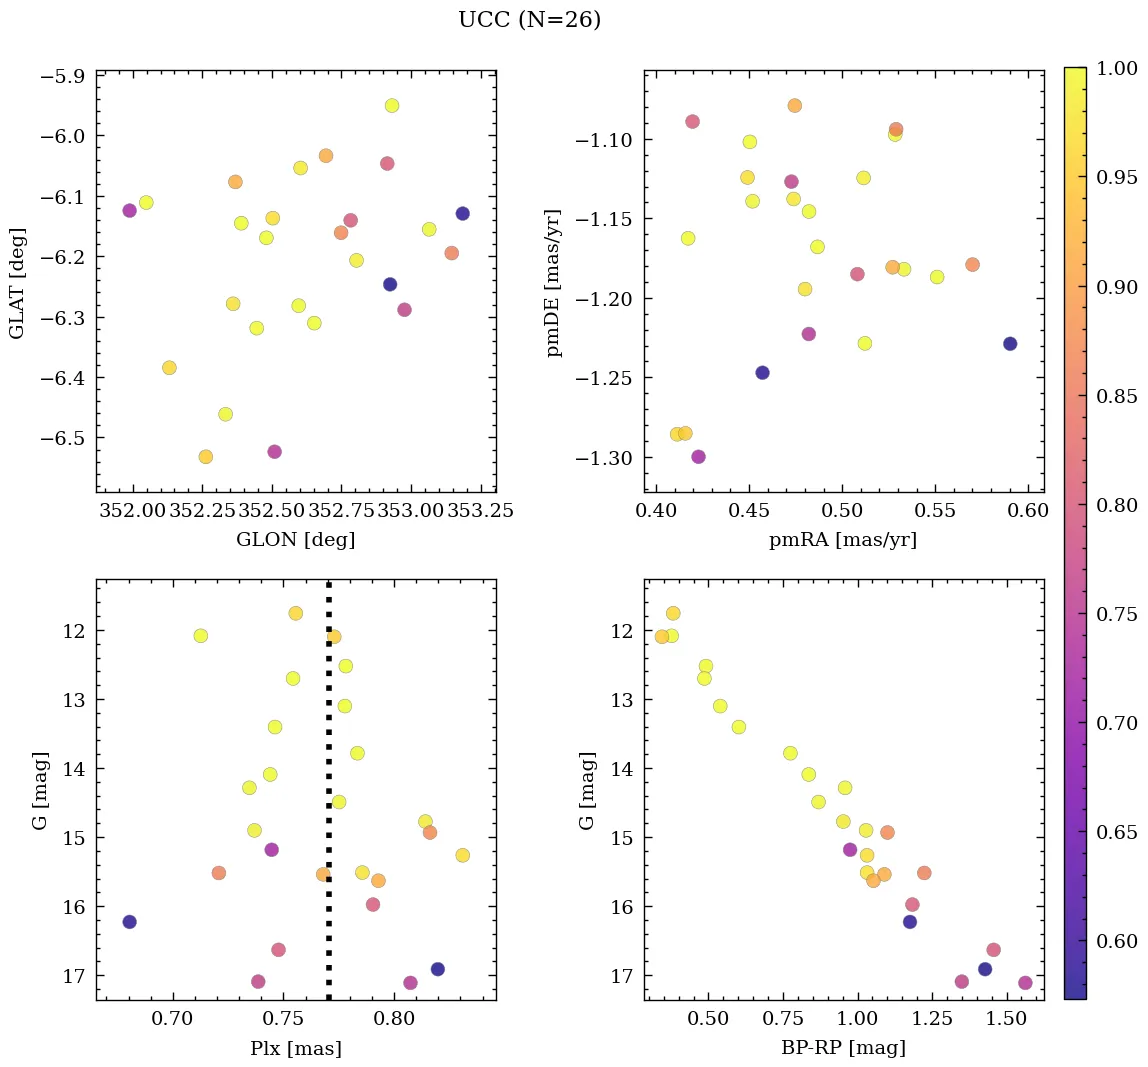 UCC (N=26)
−5.9
−6.0
−6.1
−6.2
−6.3
−6.4
−6.5
GLAT [deg]
352.00 352.25 352.50 352.75 353.00 353.25
GLON [deg]
−1.10
−1.15
−1.20
−1.25
−1.30
pmDE [mas/yr]
0.40 0.45 0.50 0.55 0.60
pmRA [mas/yr]
12
13
14
15
16
17
G [mag]
0.70 0.75 0.80
Plx [mas]
12
13
14
15
16
17
G [mag]
0.50 0.75 1.00 1.25 1.50
BP-RP [mag]
1.00
0.95
0.90
0.85
0.80
0.75
0.70
0.65
0.60